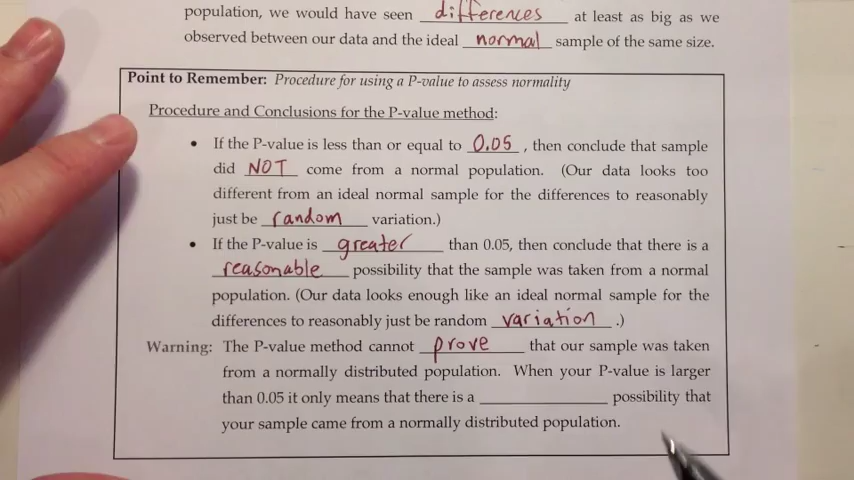 population, we would have seen differences at least as big as we
observed between our data and the ideal normal sample of the same size.
Point to Remember: Procedure for using a P-value to assess normality
Procedure and Conclusions for the P-value method:
• If the P-value is less than or equal to 0.05, then conclude that sample
did NOT come from a normal population. (Our data looks too
different from an ideal normal sample for the differences to reasonably
just be random variation.)
• If the P-value is greater than 0.05, then conclude that there is a
reasonable possibility that the sample was taken from a normal
population. (Our data looks enough like an ideal normal sample for the
differences to reasonably just be random variation.)
Warning: The P-value method cannot prove that our sample was taken
from a normally distributed population. When your P-value is larger
than 0.05 it only means that there is a ____________ possibility that
your sample came from a normally distributed population.